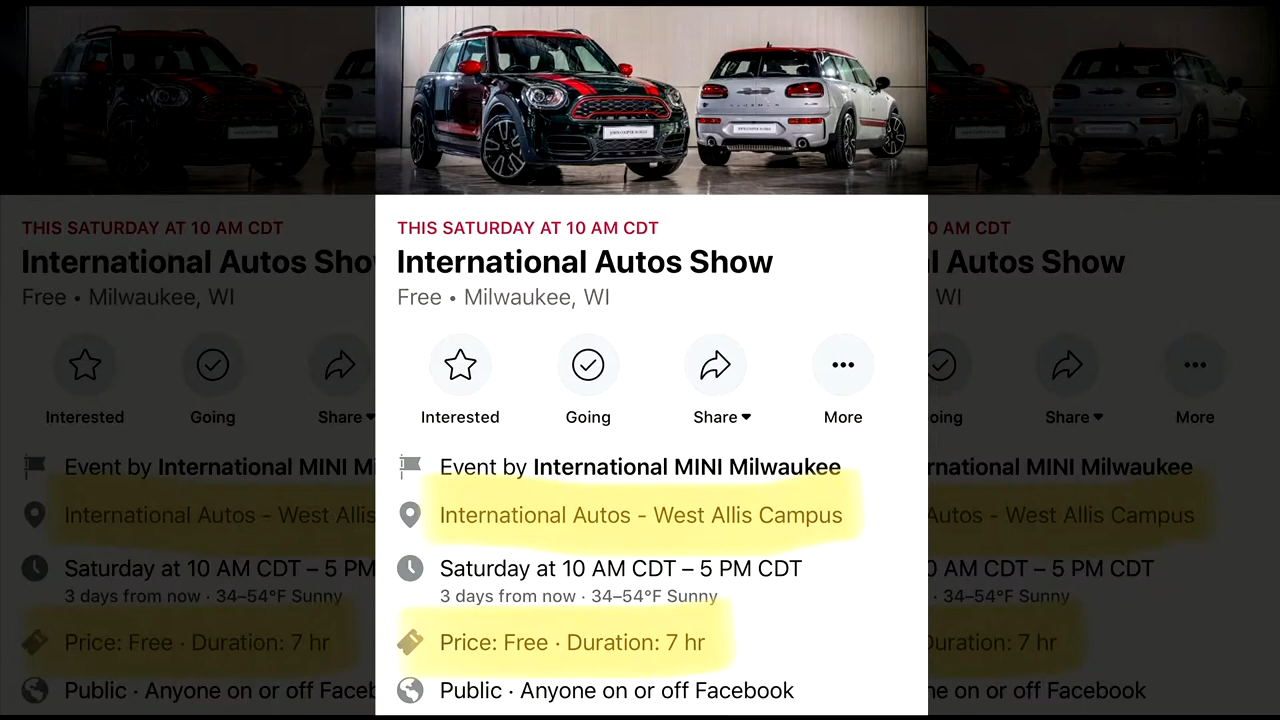 THIS SATURDAY AT 10 AM CDT
International Autos Show
Free • Milwaukee, WI
Interested
Going
Share
More
Event by International MINI Milwaukee
International Autos - West Allis Campus
Saturday at 10 AM CDT – 5 PM CDT
3 days from now · 34–54°F Sunny
Price: Free · Duration: 7 hr
Public · Anyone on or off Facebook